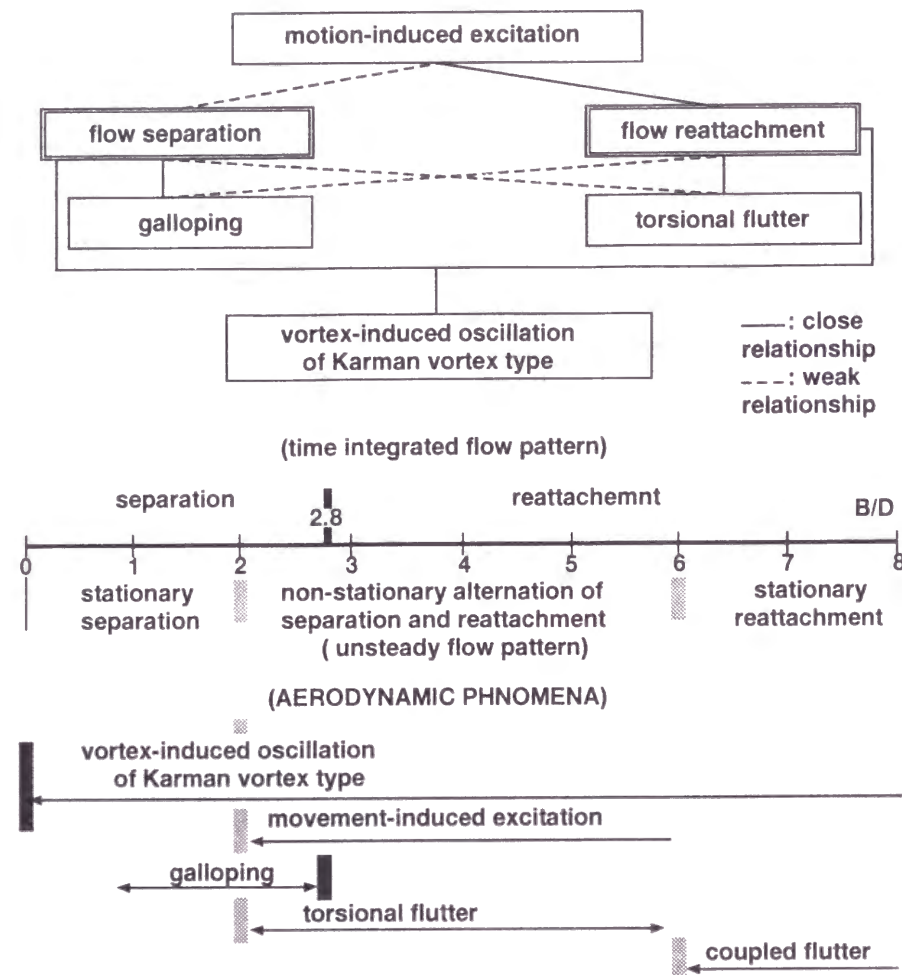 motion-induced excitation
flow separation
flow reattachment
galloping
torsional flutter
vortex-induced oscillation
of Karman vortex type
——: close
relationship
----: weak
relationship
(time integrated flow pattern)
separation
reattachemnt
2.8
B/D
0 1 2 3 4 5 6 7 8
stationary
separation
non-stationary alternation of
separation and reattachment
( unsteady flow pattern)
stationary
reattachment
(AERODYNAMIC PHNOMENA)
vortex-induced oscillation
of Karman vortex type
movement-induced excitation
galloping
torsional flutter
coupled flutter